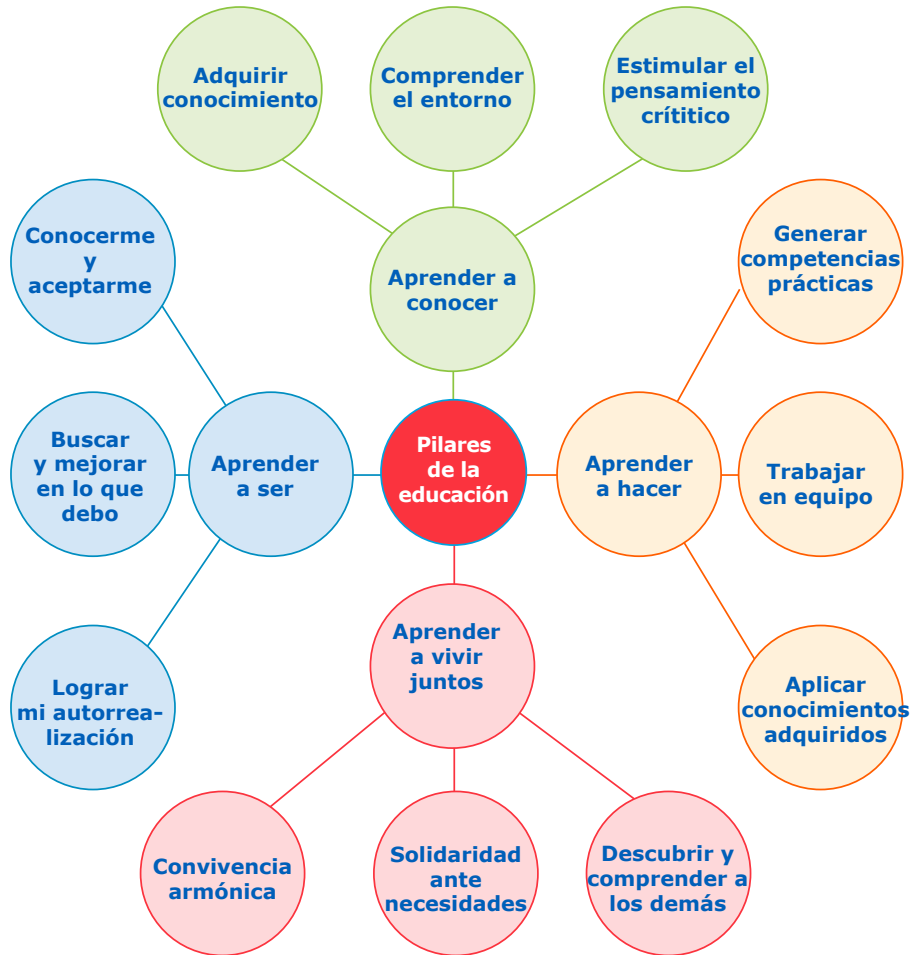 Adquirir
conocimiento
Comprender
el entorno
Estimular el
pensamiento
crítitico
Conocerme
y
aceptarme
Aprender a
conocer
Generar
competencias
prácticas
Buscar
y mejorar
en lo que
debo
Aprender
a ser
Pilares
de la
educación
Aprender
a hacer
Trabajar
en equipo
Lograr
mi autorrea-
lización
Aprender
a vivir
juntos
Aplicar
conocimientos
adquiridos
Convivencia
armónica
Solidaridad
ante
necesidades
Descubrir y
comprender a
los demás